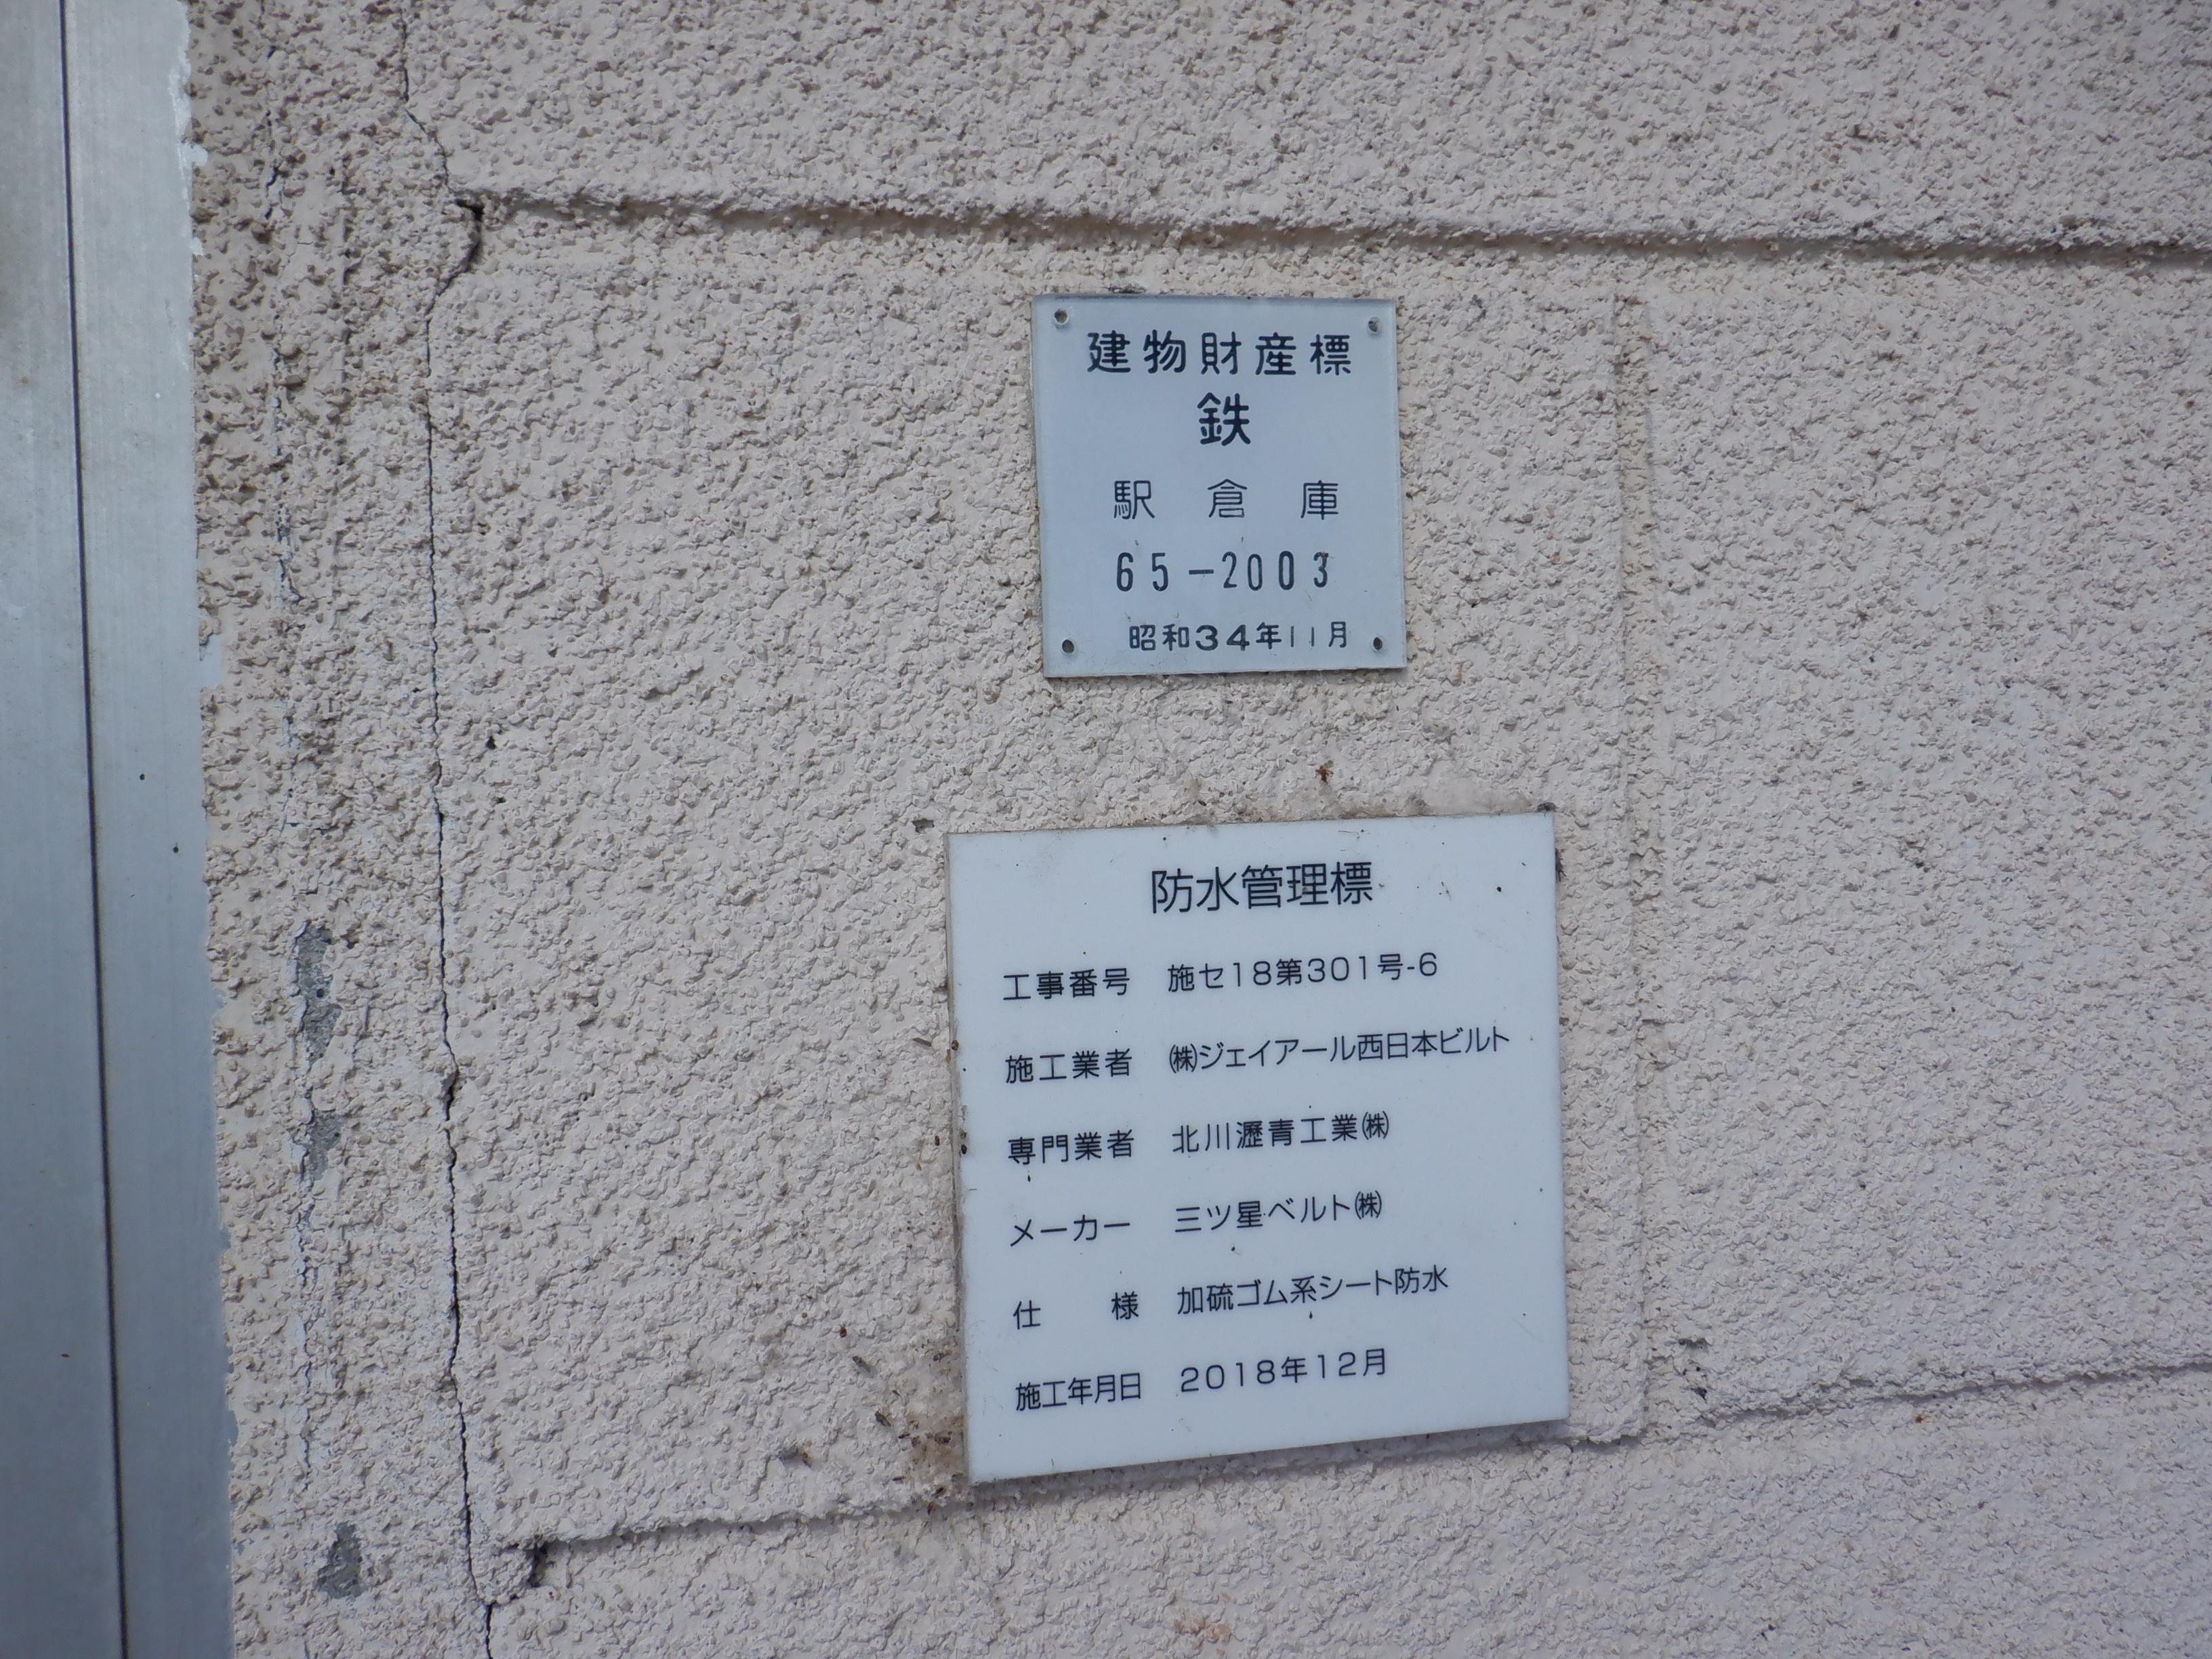 建物財産標
鉄
駅倉庫
65-2003
昭和34年11月
防水管理標
工事番号 施セ18第301号-6
施工業者 ㈱ジェイアール西日本ビルト
専門業者 北川瀝青工業㈱
メーカー 三ツ星ベルト㈱
仕様 加硫ゴム系シート防水
施工年月日 2018年12月